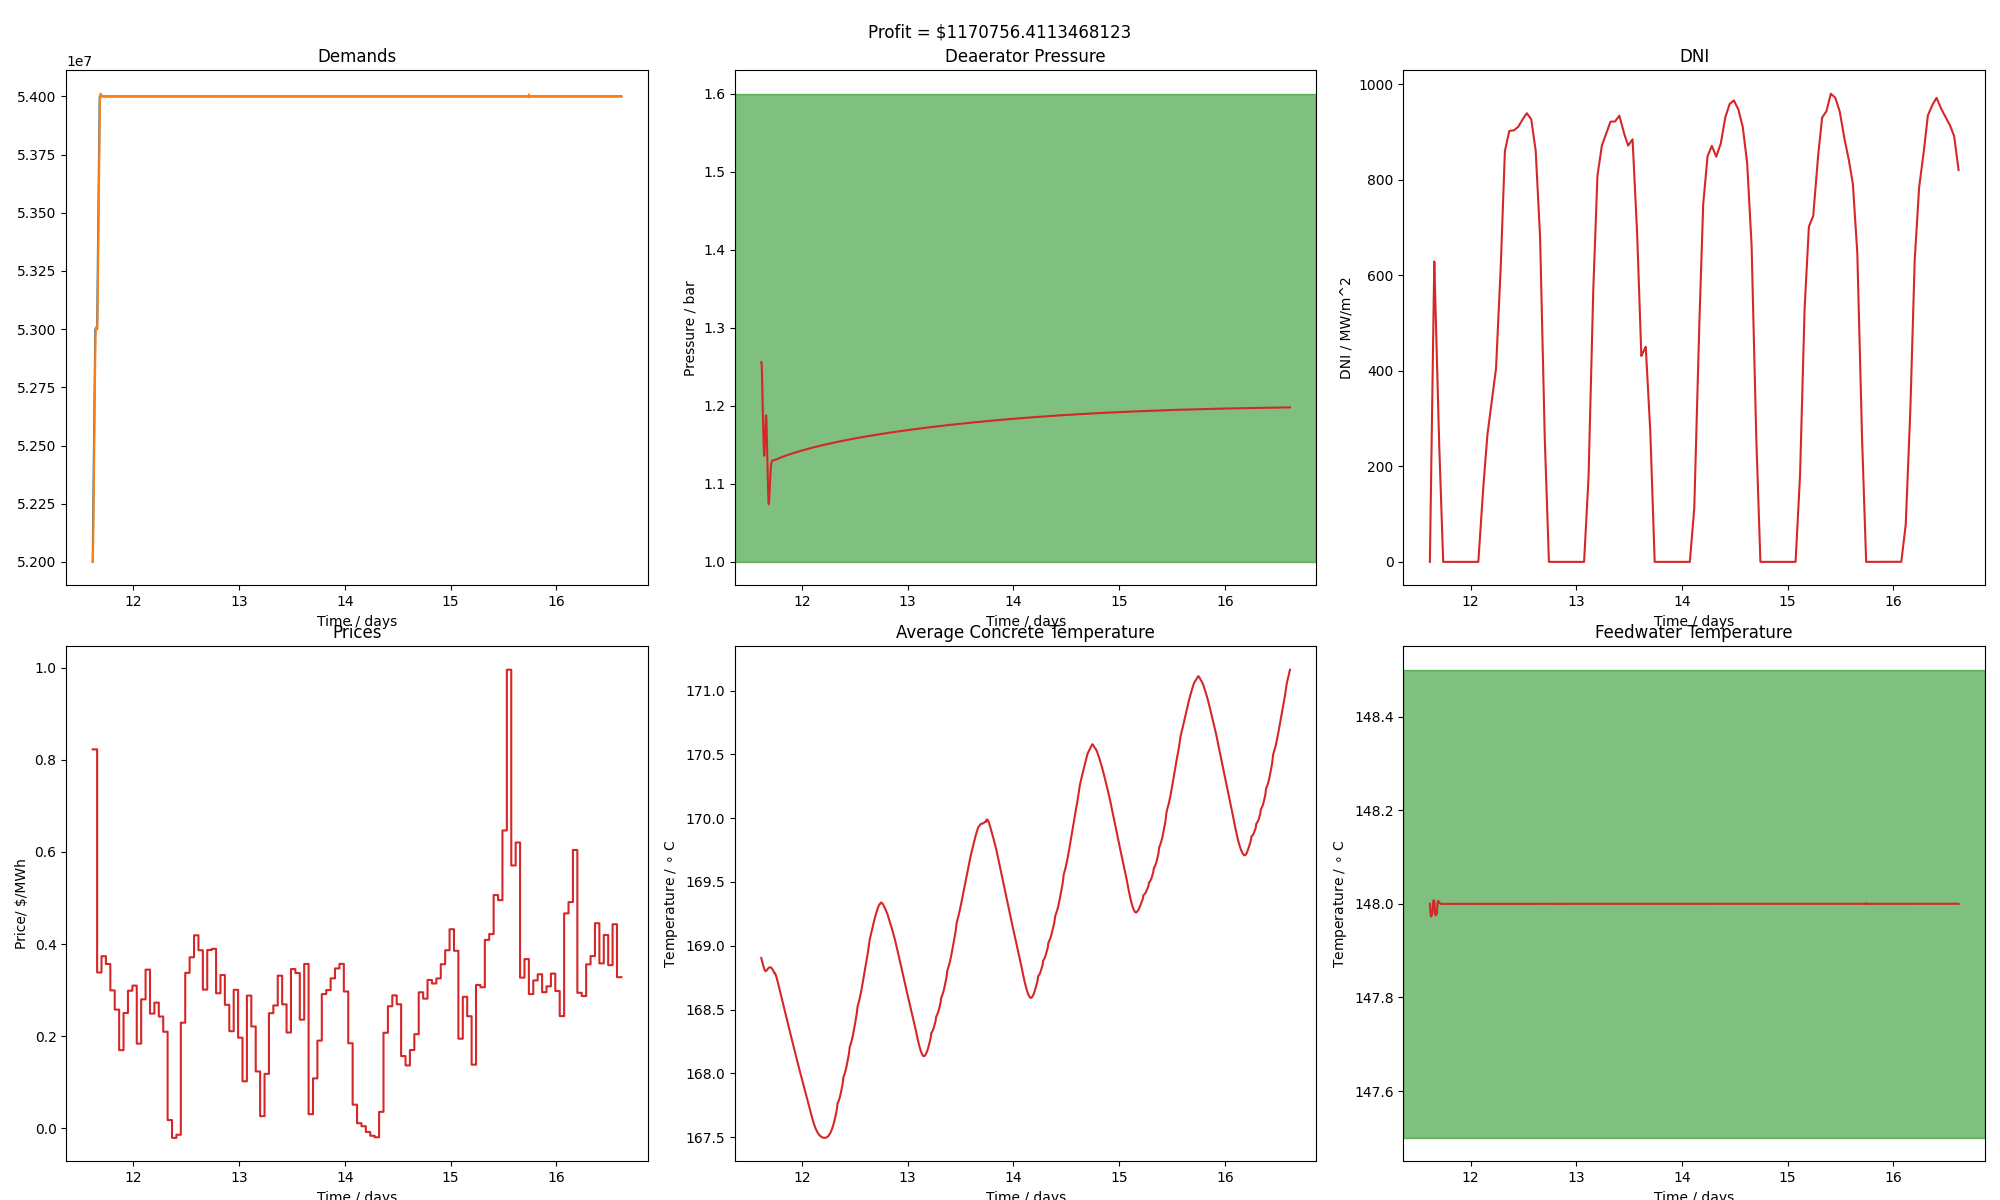 Profit = $1170756.4113468123
Demands
1e7
5.400
5.375
5.350
5.325
5.300
5.275
5.250
5.225
5.200
12 13 14 15 16
Time / days
Deaerator Pressure
Pressure / bar
1.6
1.5
1.4
1.3
1.2
1.1
1.0
12 13 14 15 16
Time / days
DNI
DNI / MW/m^2
1000
800
600
400
200
0
12 13 14 15 16
Time / days
Prices
Price/ $/MWh
1.0
0.8
0.6
0.4
0.2
0.0
12 13 14 15 16
Time / days
Average Concrete Temperature
Temperature / ∘ C
171.0
170.5
170.0
169.5
169.0
168.5
168.0
167.5
12 13 14 15 16
Time / days
Feedwater Temperature
Temperature / ∘ C
148.4
148.2
148.0
147.8
147.6
12 13 14 15 16
Time / days